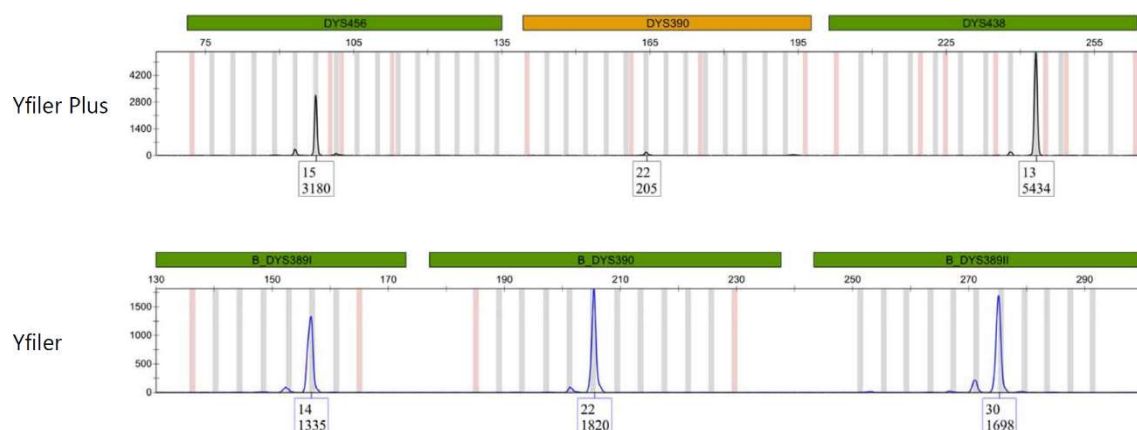 DYS456 DYS390 DYS438
75 105 135 165 195 225 255
Yfiler Plus
4200
2800
1400
0
15 22 13
3180 205 5434
B_DYS389I B_DYS390 B_DYS389II
130 150 170 190 210 230 250 270 290
Yfiler
1500
1000
500
0
14 22 30
1335 1820 1698